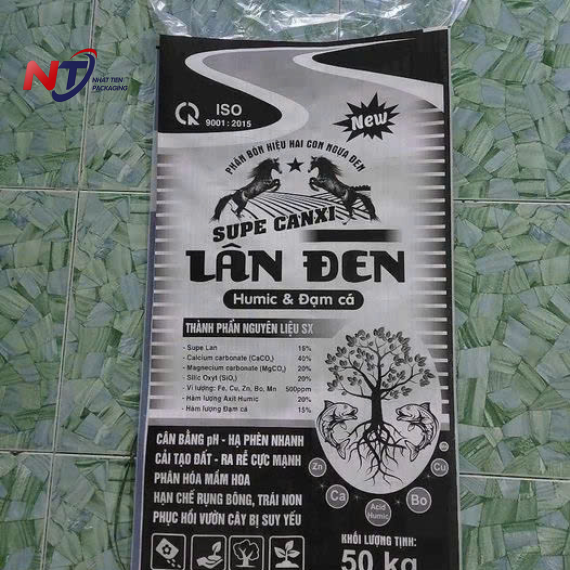 NT
NHAT TIEN
PACKAGING
ISO
9001:2015
New
PHÂN BÓN HIỆU HAI CON NGỰA ĐEN
SUPE CANXI
LÂN ĐEN
Humic & Đạm cá
THÀNH PHẦN NGUYÊN LIỆU SX
- Supe Lan 15%
- Calcium carbonate (CaCO₃) 40%
- Magnecium carbonate (MgCO₃) 20%
- Silic Oxyt (SiO₂) 20%
- Vi lượng: Fe, Cu, Zn, Bo, Mn 500ppm
- Hàm lượng Axit Humic 20%
- Hàm lượng Đạm cá 15%
CÂN BẰNG pH - HẠ PHÈN NHANH
CẢI TẠO ĐẤT - RA RỄ CỰC MẠNH
PHÂN HÓA MẦM HOA
HẠN CHẾ RỤNG BÔNG, TRÁI NON
PHỤC HỒI VƯỜN CÂY BỊ SUY YẾU
Zn
Ca
Acid
Humic
Bo
Cu
KHỐI LƯỢNG TỊNH:
50 kg